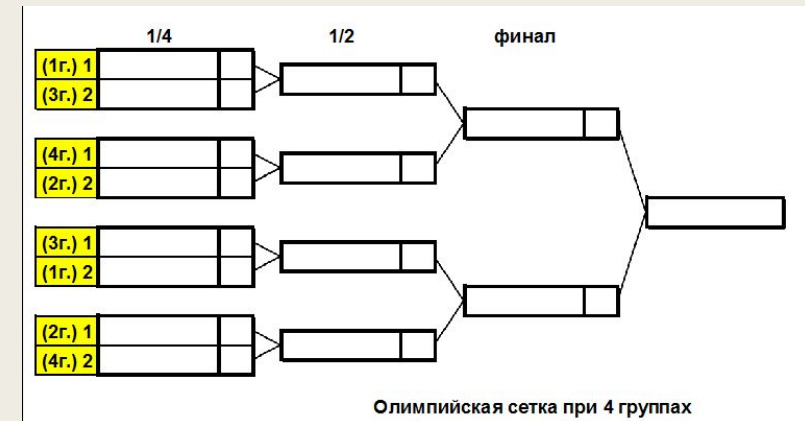 1/4 1/2 финал
(1г.) 1
(3г.) 2
(4г.) 1
(2г.) 2
(3г.) 1
(1г.) 2
(2г.) 1
(4г.) 2
Олимпийская сетка при 4 группах